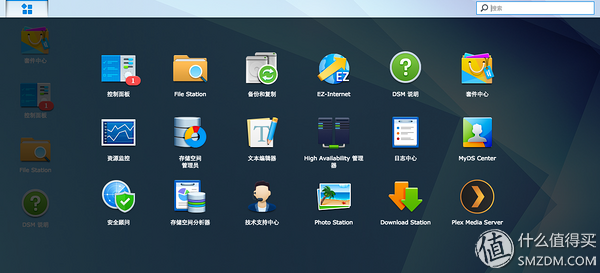 搜索
套件中心
控制面板
File Station
DSM 说明
1
控制面板
File Station
备份和复制
EZ
EZ-Internet
DSM 说明
套件中心
资源监控
存储空间
管理员
文本编辑器
High Availability 管理
器
日志中心
MyDS Center
安全顾问
存储空间分析器
技术支持中心
Photo Station
Download Station
Plex Media Server
值 什么值得买
SMZDM.COM